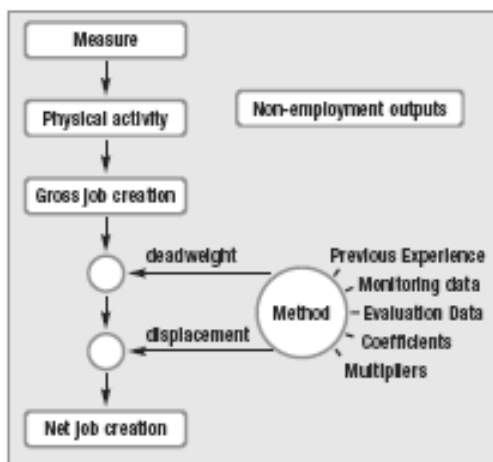 Measure
Physical activity
Non-employment outputs
Gross job creation
deadweight
Previous Experience
Monitoring data
Method
Evaluation Data
displacement
Coefficients
Multipliers
Net job creation